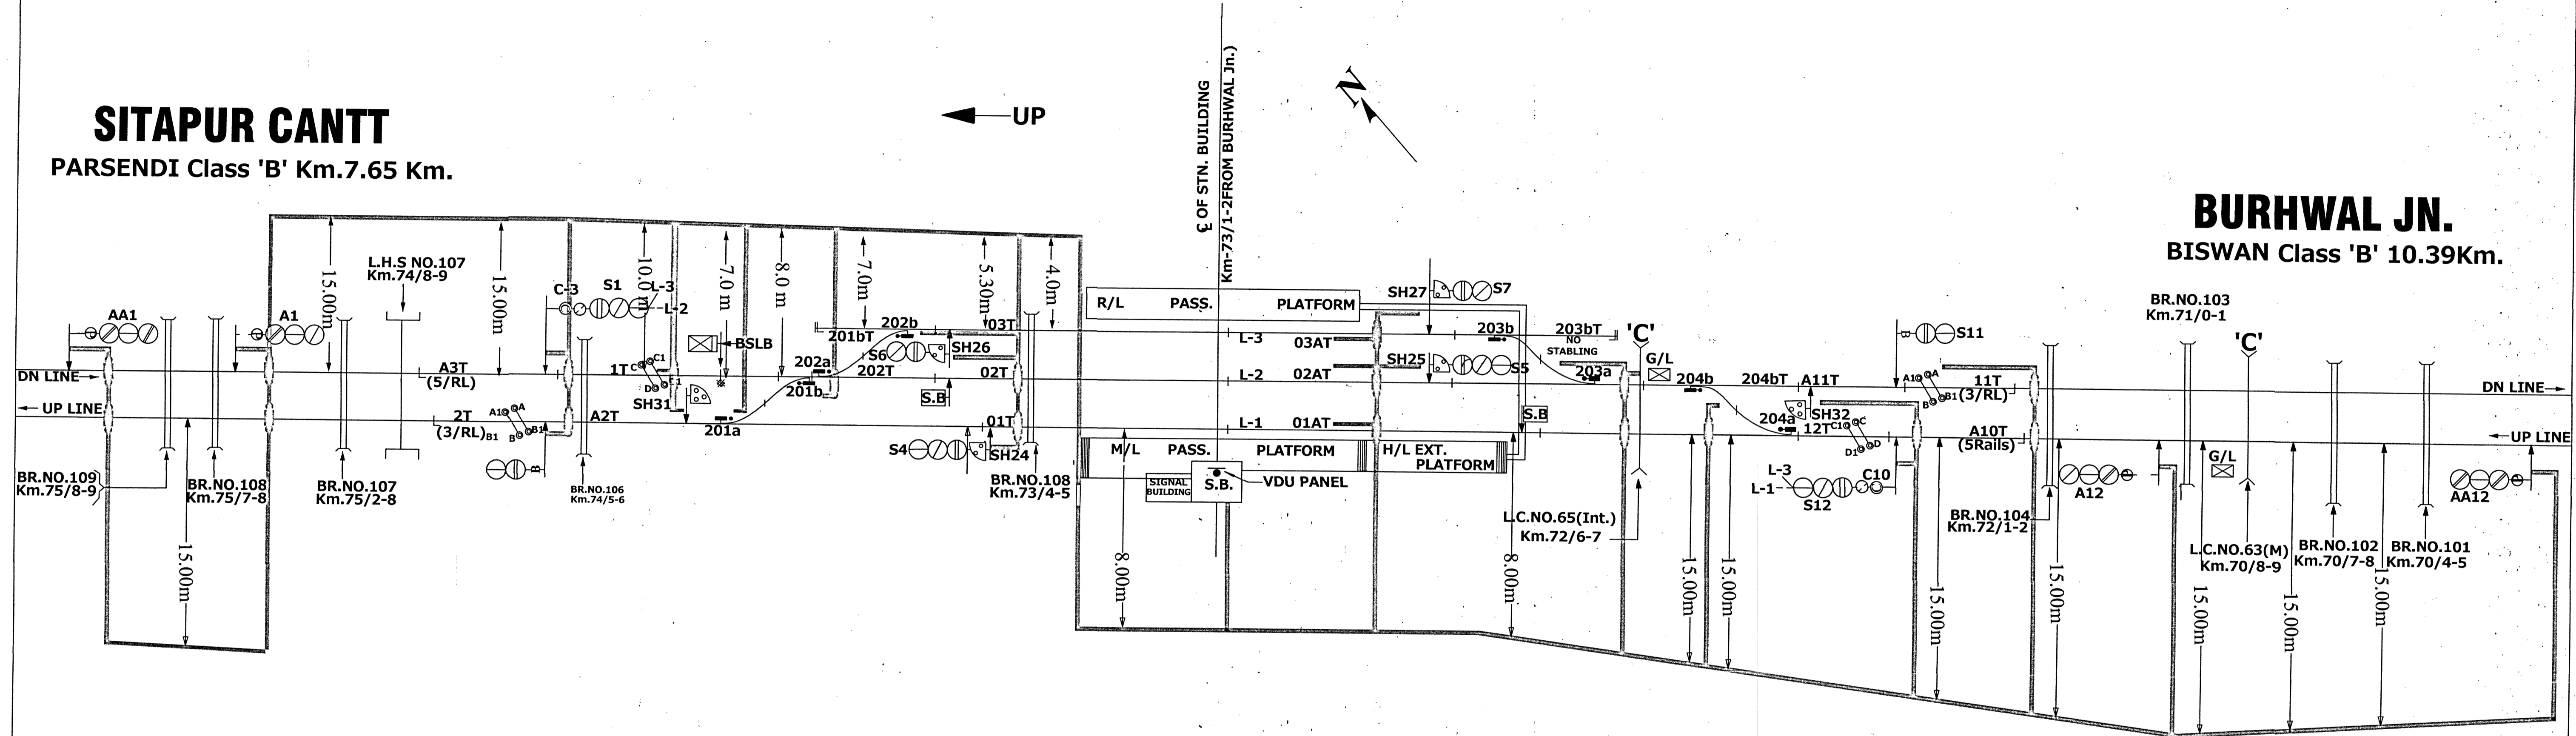 SITAPUR CANTT
PARSENDI Class 'B' Km.7.65 Km.
UP
℄ OF STN. BUILDING
Km-73/1-2FROM BURHWAL Jn.)
N
BURHWAL JN.
BISWAN Class 'B' 10.39Km.
15.00m
L.H.S NO.107
Km.74/8-9
15.00m
10.0 m
7.0 m
8.0 m
7.0m
5.30m
4.0m
AA1
A1
C-3
S1
L-3
L-2
BSLB
201bT
202b
03T
S6
SH26
202a
202T
02T
201b
S.B
R/L PASS. PLATFORM
L-3
03AT
L-2
02AT
L-1
01AT
SH27
S7
203b
203bT
NO
STABLING
SH25
S5
203a
'C'
G/L
204b
204bT
A11T
S11
BR.NO.103
Km.71/0-1
'C'
DN LINE
A3T
(5/RL)
1T
C
C1
D
C1
SH31
UP LINE
2T
(3/RL)
B1
A1
A
B
B1
A2T
201a
01T
S4
SH24
B
S.B
204a
SH32
12T
C1
C
D
D1
A1
A
B
B1
11T
(3/RL)
A10T
(5Rails)
DN LINE
UP LINE
BR.NO.109
Km.75/8-9
BR.NO.108
Km.75/7-8
BR.NO.107
Km.75/2-8
BR.NO.106
Km.74/5-6
BR.NO.108
Km.73/4-5
M/L PASS. PLATFORM
H/L EXT.
PLATFORM
SIGNAL
BUILDING
S.B.
VDU PANEL
L-3
L-1
S12
C10
L.C.NO.65(Int.)
Km.72/6-7
BR.NO.104
Km.72/1-2
A12
G/L
L.C.NO.63(M)
Km.70/8-9
BR.NO.102
Km.70/7-8
BR.NO.101
Km.70/4-5
AA12
15.00m
8.00m
8.00m
15.00m
15.00m
15.00m
15.00m
15.00m
15.00m
15.00m